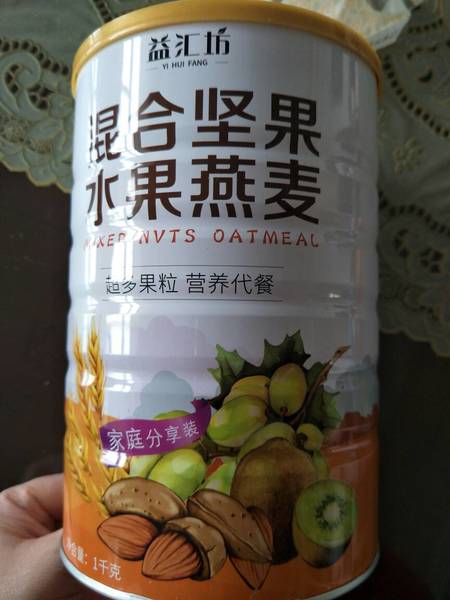 益汇坊
YI HUI FANG
混合坚果
水果燕麦
MIXED NVTS OATMEAL
超多果粒 营养代餐
家庭分享装
净含量：1千克